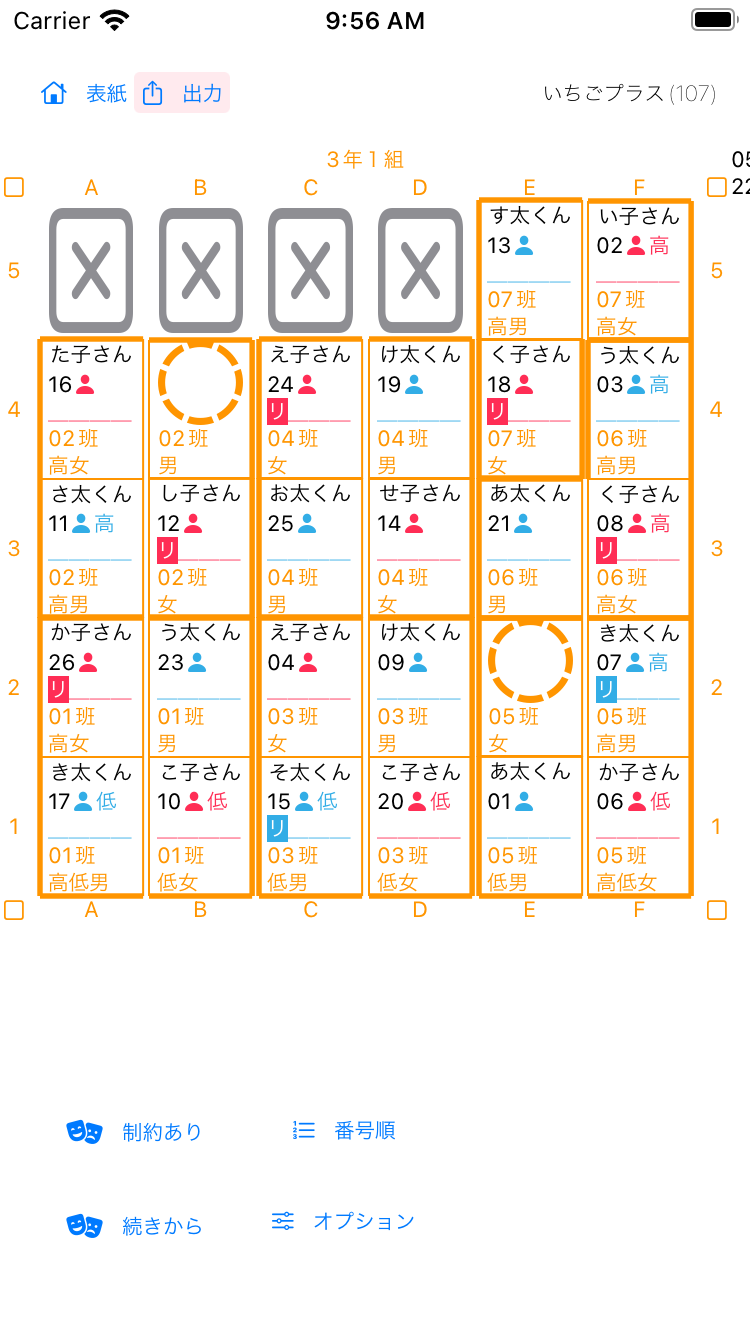 Carrier 9:56 AM
表紙 出力 いちごプラス(107)
3年1組 05
A B C D E F 22
す太くん い子さん
13 02 高
5 5
07班 07班
高男 高女
た子さん え子さん け太くん く子さん う太くん
16 24 19 18 03 高
4 リ リ 4
02班 02班 04班 04班 07班 06班
高女 男 女 男 女 高男
さ太くん し子さん お太くん せ子さん あ太くん く子さん
11 高 12 25 14 21 08 高
3 リ リ 3
02班 02班 04班 04班 06班 06班
高男 女 男 女 男 高女
か子さん う太くん え子さん け太くん き太くん
26 23 04 09 07 高
2 リ リ 2
01班 01班 03班 03班 05班 05班
高女 男 女 男 女 高男
き太くん こ子さん そ太くん こ子さん あ太くん か子さん
17 低 10 低 15 低 20 低 01 06 低
1 リ 1
01班 01班 03班 03班 05班 05班
高低男 低女 低男 低女 低男 高低女
A B C D E F
制約あり 番号順
続きから オプション